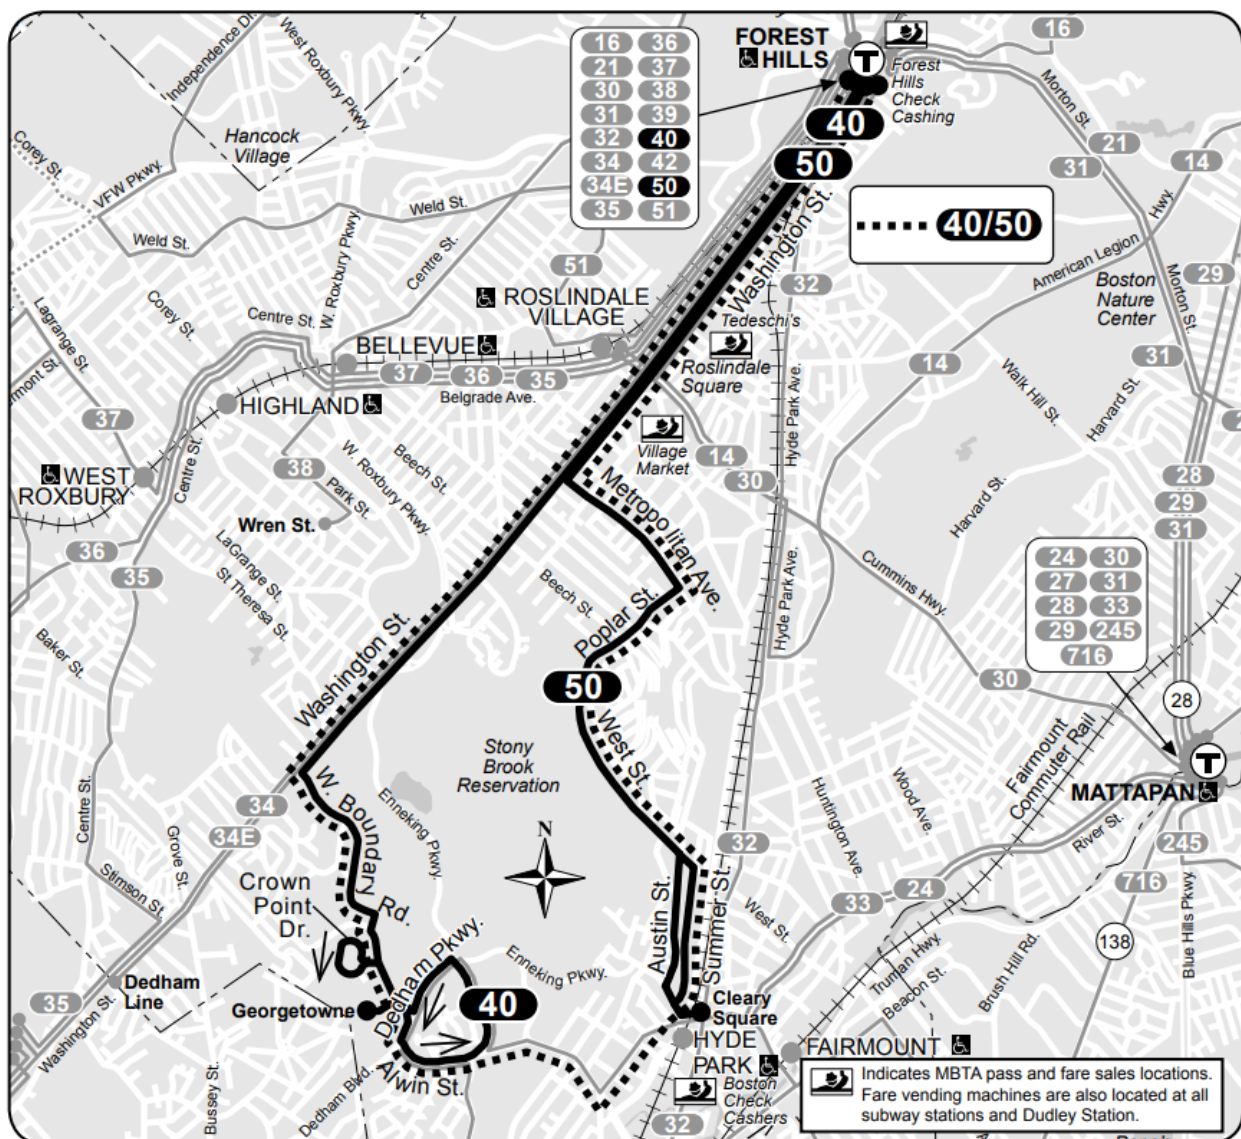 Independence Dr.
West Roxbury Pkwy.
St.
Corey St.
Hancock
Village
VFW Pkwy.
Weld St.
Weld St.
16 36
21 37
30 38
31 39
32 40
34 42
34E 50
35 51
FOREST
HILLS
T
Forest
Hills
Check
Cashing
16
40
50
Morton St.
21
31
14
Hwy.
40/50
American Legion
Washington St.
W. Roxbury Pkwy.
Centre St.
51
32
29
Boston
Nature
Center
Morton St.
Lagrange St.
Corey St.
Centre St.
ROSLINDALE
VILLAGE
Tedeschi's
Roslindale
Square
BELLEVUE
37 36 35
Belgrade Ave.
14
31
Walk Hill St.
Harvard St.
rmont St.
HIGHLAND
37
Centre St.
Hyde Park Ave.
Village
Market
14
30
WEST
ROXBURY
38
Park St.
W. Roxbury Pkwy.
Beech St.
Wren St.
Metropo litan Ave.
28
29
31
2
Harvard St.
36
35
LaGrange St.
St Theresa St.
Beech St.
Poplar St.
Hyde Park Ave.
Cummins Hwy.
24 30
27 31
28 33
29 245
716
Baker St.
Washington St.
50
West St.
30
28
Stony
Brook
Reservation
Fairmount
Commuter Rail
T
MATTAPAN
Centre St.
34
34E
W. Boundary
Rd.
Enneking Pkwy.
N
Huntington Ave.
Wood Ave.
River St.
32
245
Grove St.
Stimson St.
Crown
Point
Dr.
Austin St.
Summer St.
West St.
33
24
716
138
Blue Hills Pkwy.
Dedham Pkwy.
Enneking Pkwy.
Truman Hwy.
Beacon St.
Brush Hill Rd.
Dedham
Line
35
Washington St.
Georgetowne
40
Cleary
Square
HYDE
PARK
FAIRMOUNT
Alwin St.
Bussey St.
Dedham Blvd.
Boston
Check
Cashers
32
Indicates MBTA pass and fare sales locations.
Fare vending machines are also located at all
subway stations and Dudley Station.